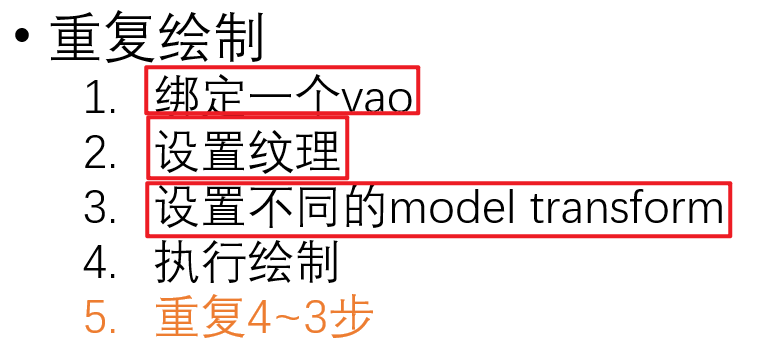 • 重复绘制
1. 绑定一个vao
2. 设置纹理
3. 设置不同的model transform
4. 执行绘制
5. 重复4~3步